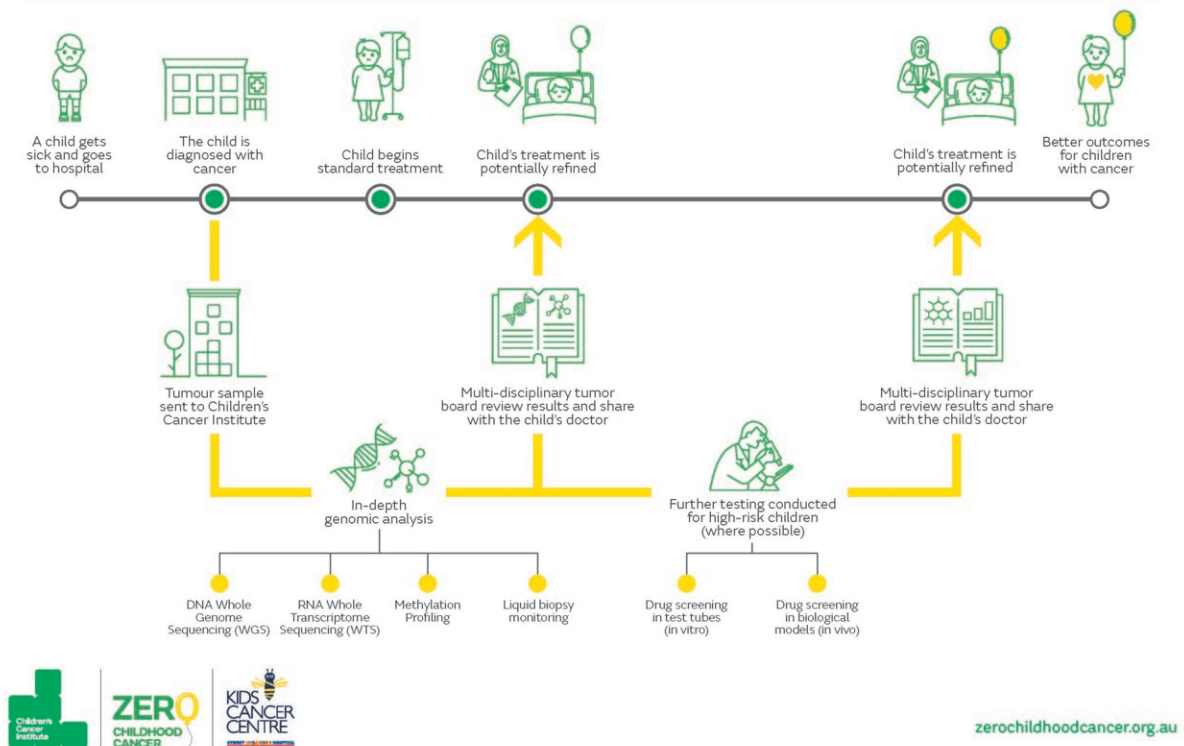 A child gets
sick and goes
to hospital
The child is
diagnosed with
cancer
Child begins
standard treatment
Child's treatment is
potentially refined
Child's treatment is
potentially refined
Better outcomes
for children
with cancer
Tumour sample
sent to Children's
Cancer Institute
Multi-disciplinary tumor
board review results and share
with the child's doctor
Multi-disciplinary tumor
board review results and share
with the child's doctor
In-depth
genomic analysis
Further testing conducted
for high-risk children
(where possible)
DNA Whole
Genome
Sequencing (WGS)
RNA Whole
Transcriptome
Sequencing (WTS)
Methylation
Profiling
Liquid biopsy
monitoring
Drug screening
in test tubes
(in vitro)
Drug screening
in biological
models (in vivo)
Children's
Cancer
Institute
ZERO
CHILDHOOD
CANCER
KIDS
CANCER
CENTRE
zerochildhoodcancer.org.au